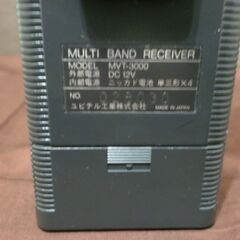 MULTI BAND RECEIVER
MODEL MVT-3000
外部電源 DC 12V
内部電源 ニッカド電池 単三形×4
NO.
ユピテル工業株式会社 MADE IN JAPAN